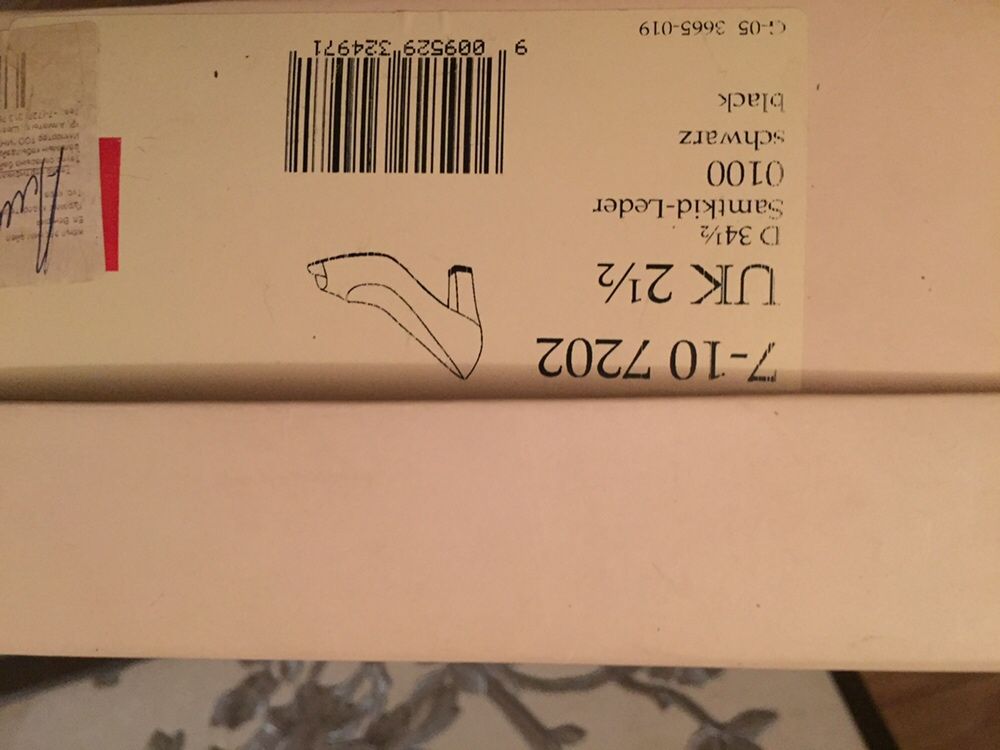 7-10 7202
UK 2½
D 34½
Samtkid-Leder
0100
schwarz
black
G-05 3665-019
9 009529 324971